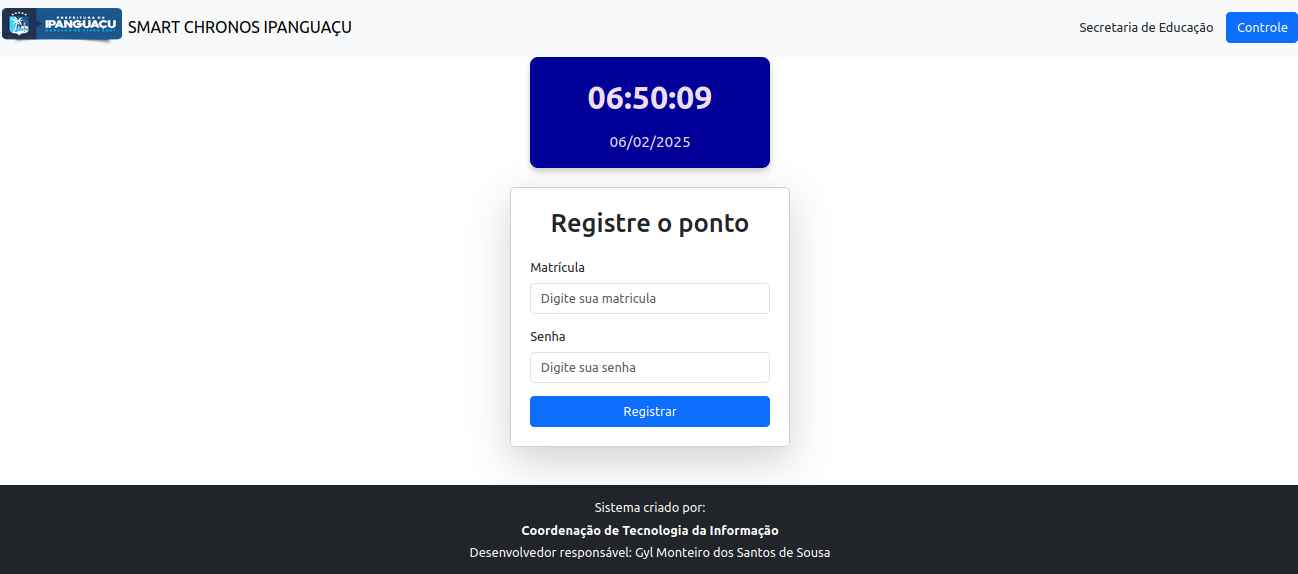 PREFEITURA DE
IPANGUAÇU
SMART CHRONOS IPANGUAÇU
Secretaria de Educação
Controle
06:50:09
06/02/2025
Registre o ponto
Matrícula
Digite sua matricula
Senha
Digite sua senha
Registrar
Sistema criado por:
Coordenação de Tecnologia da Informação
Desenvolvedor responsável: Gyl Monteiro dos Santos de Sousa